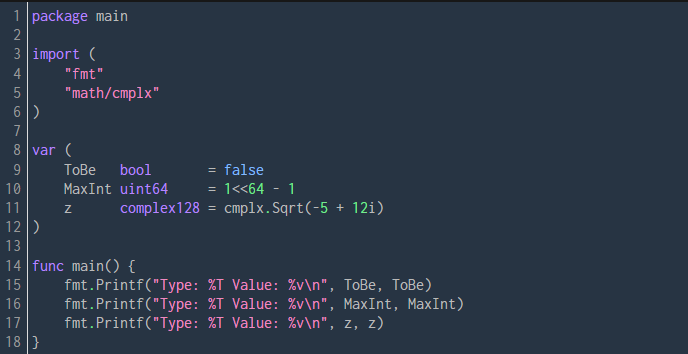 1 package main
2
3 import (
4     "fmt"
5     "math/cmplx"
6 )
7
8 var (
9     ToBe   bool       = false
10     MaxInt uint64     = 1<<64 - 1
11     z      complex128 = cmplx.Sqrt(-5 + 12i)
12 )
13
14 func main() {
15     fmt.Printf("Type: %T Value: %v\n", ToBe, ToBe)
16     fmt.Printf("Type: %T Value: %v\n", MaxInt, MaxInt)
17     fmt.Printf("Type: %T Value: %v\n", z, z)
18 }